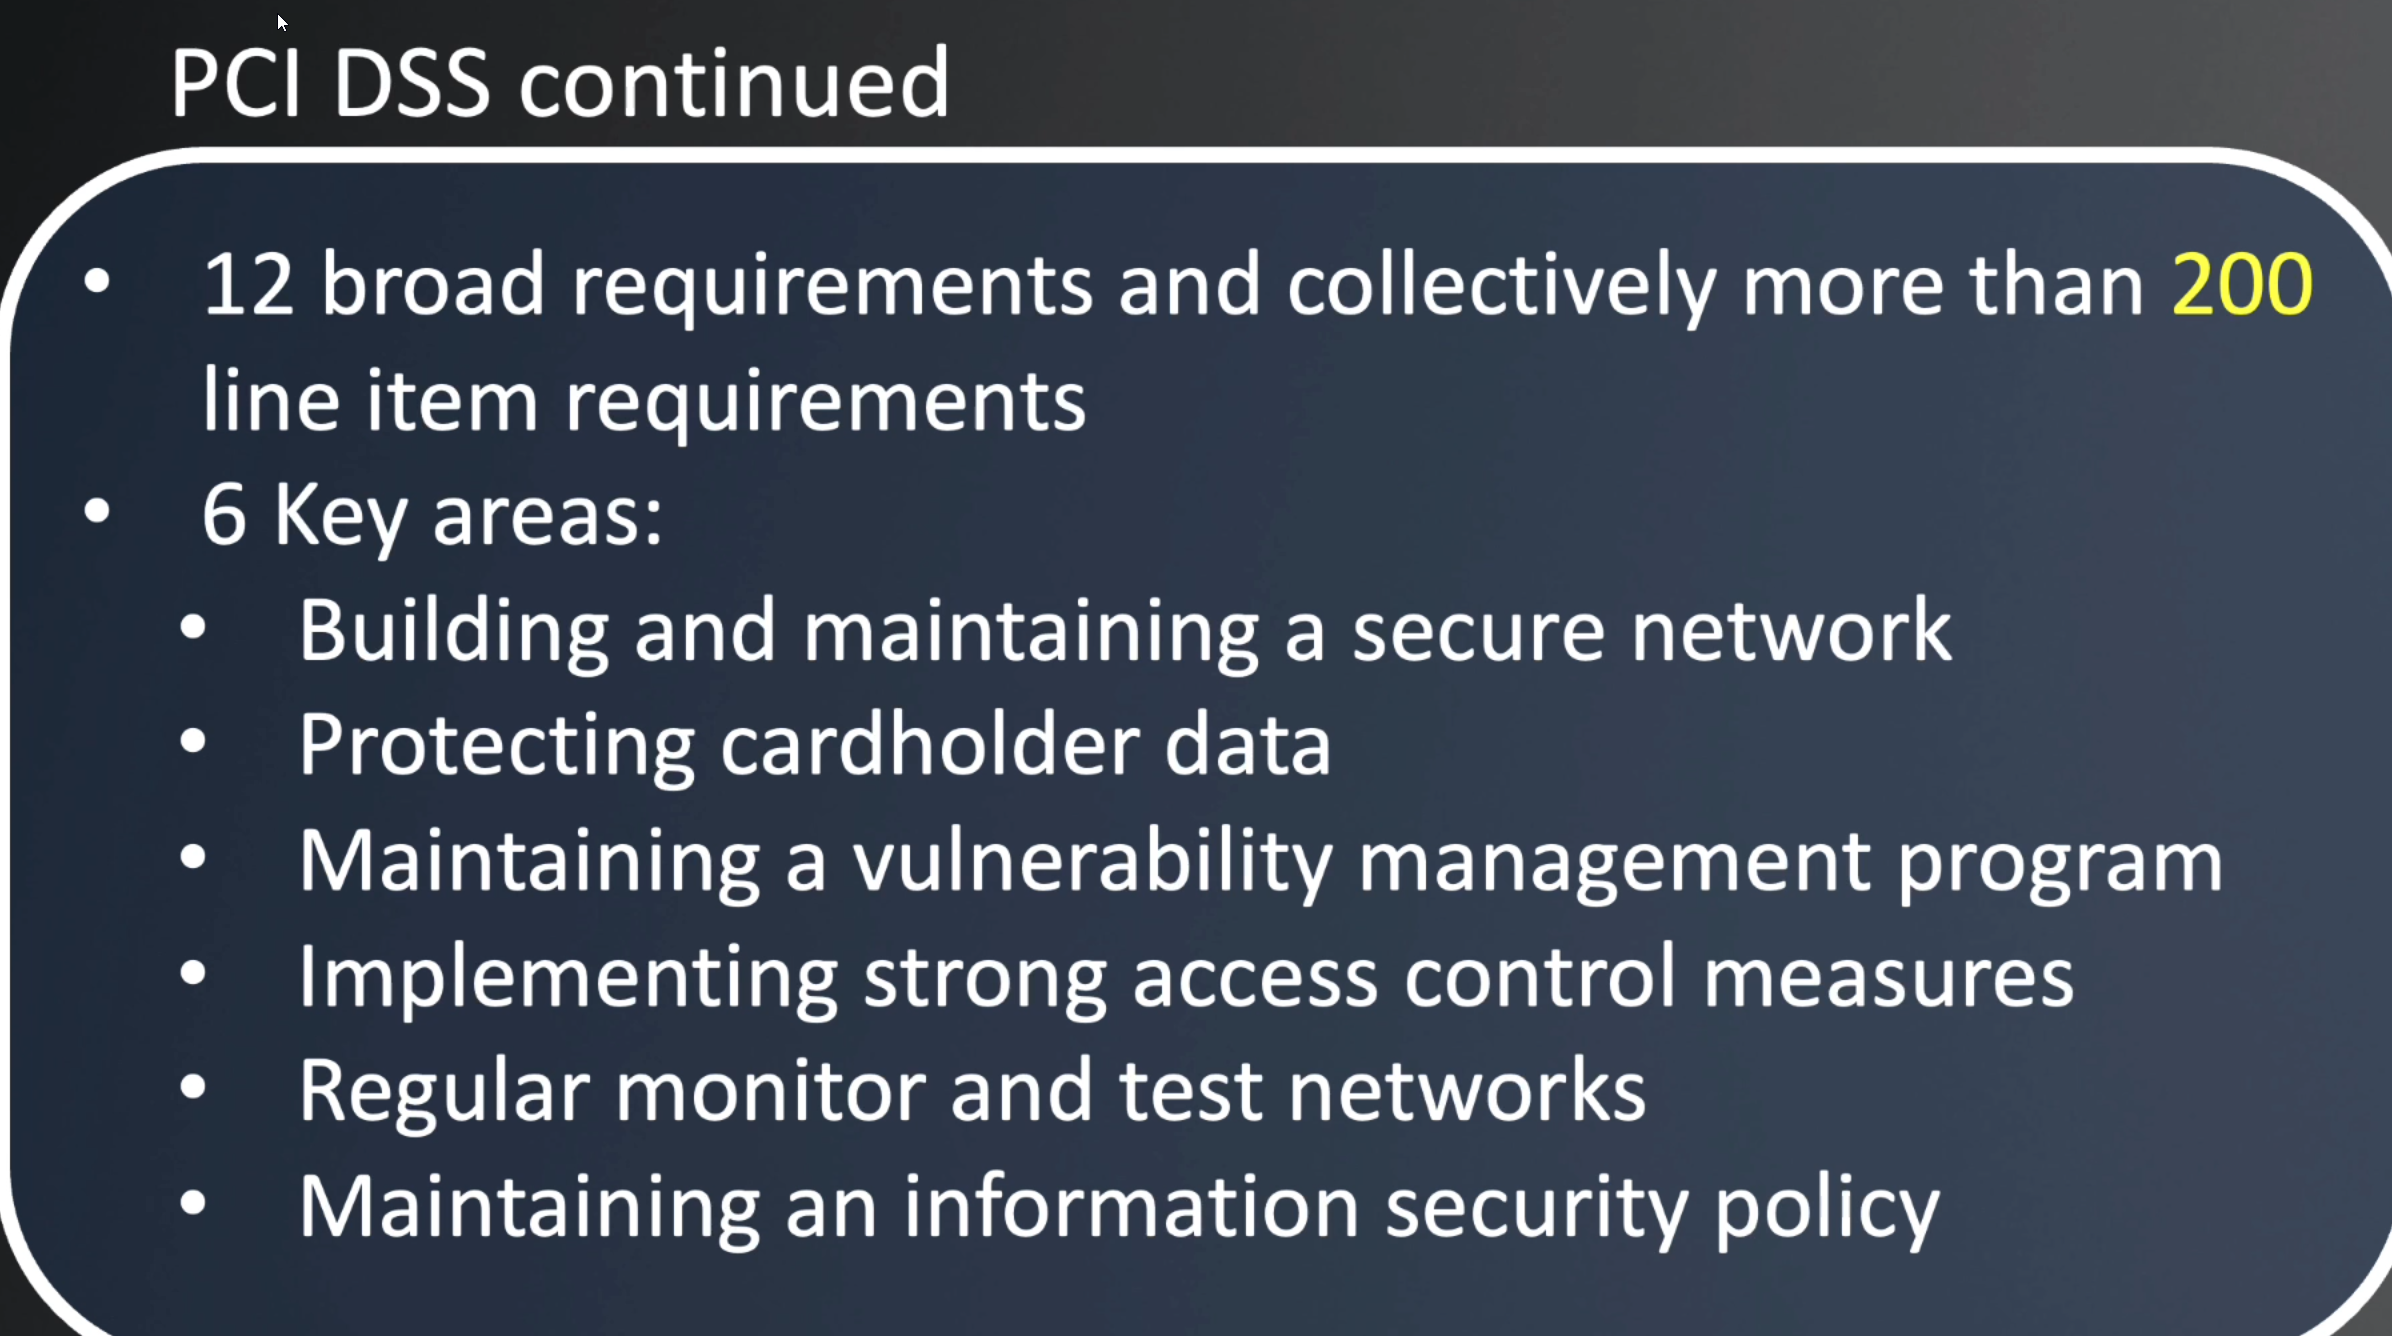 PCI DSS continued
• 12 broad requirements and collectively more than 200
line item requirements
• 6 Key areas:
• Building and maintaining a secure network
• Protecting cardholder data
• Maintaining a vulnerability management program
• Implementing strong access control measures
• Regular monitor and test networks
• Maintaining an information security policy